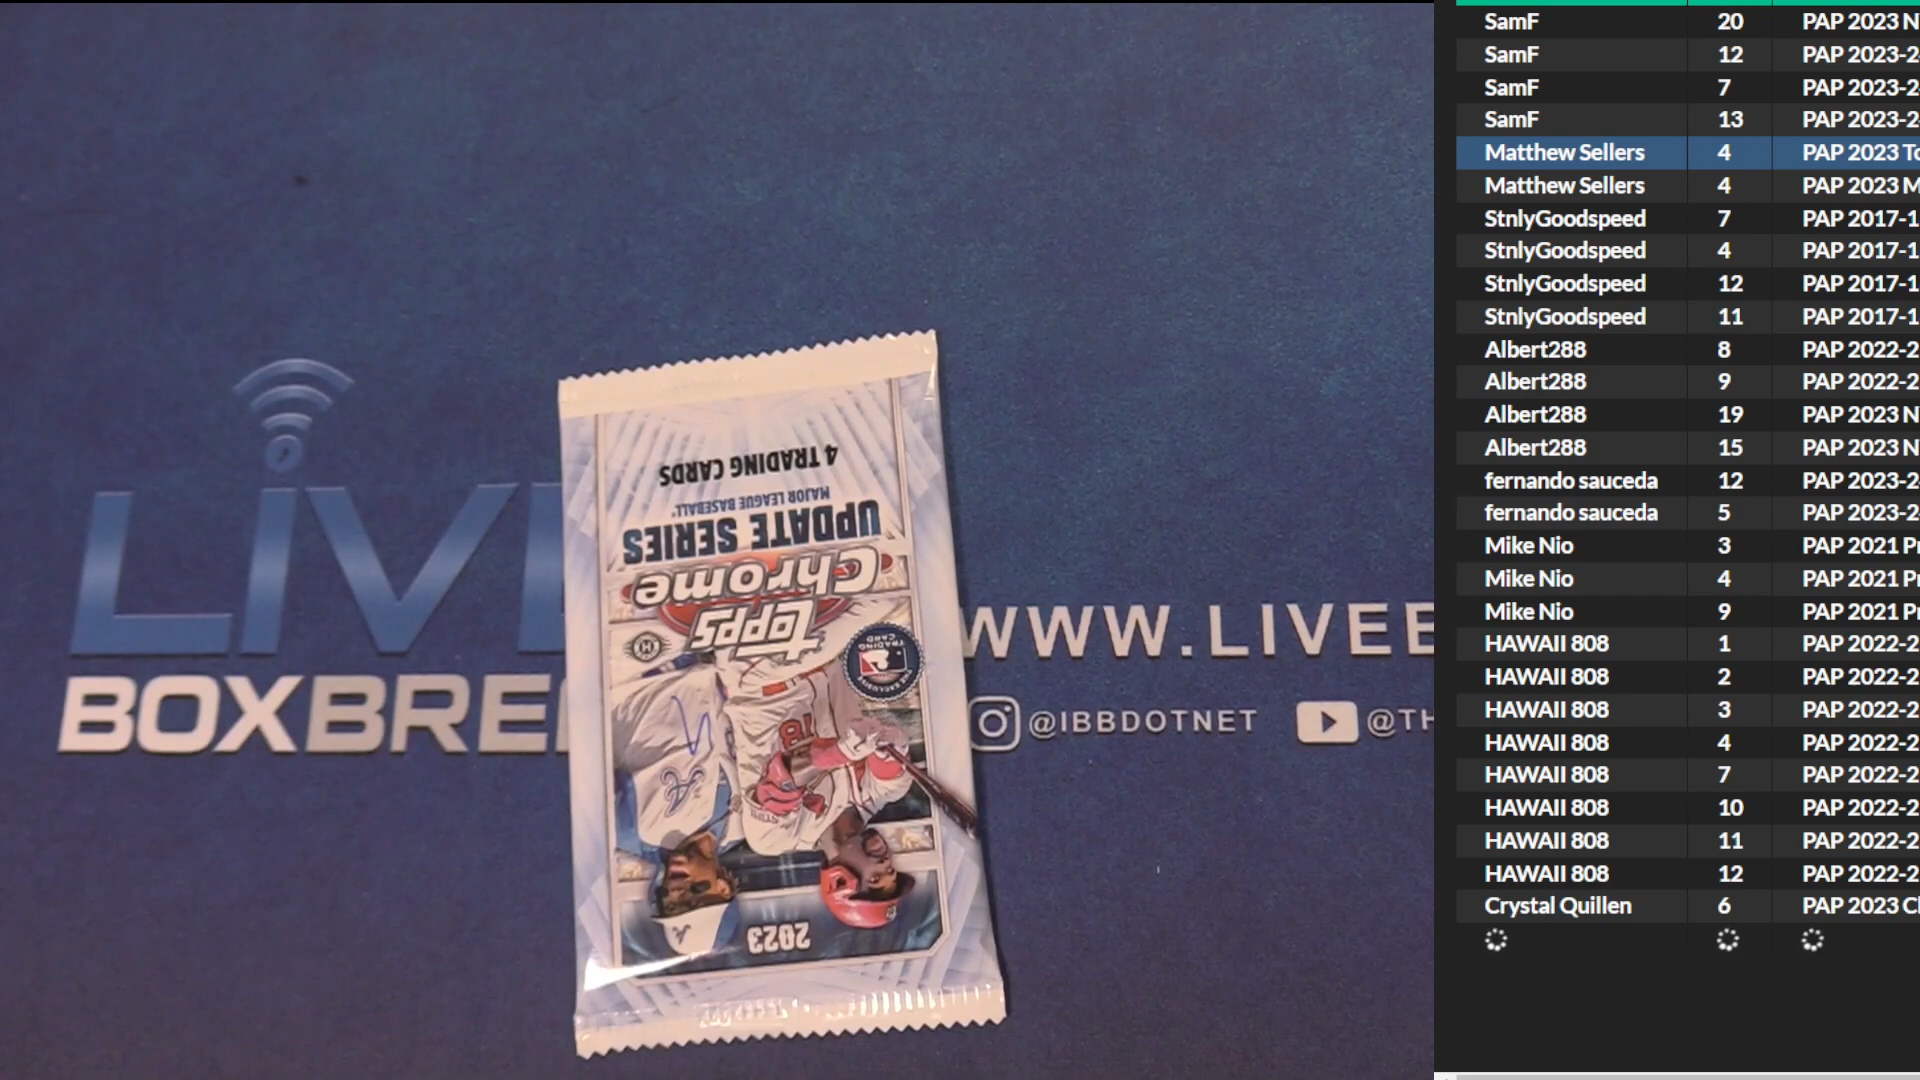 LIVE
BOXBRE
WWW.LIVEB
@IBBDOTNET
@TH
4 TRADING CARDS
MAJOR LEAGUE BASEBALL
UPDATE SERIES
Topps
Chrome
2023
SamF 20 PAP 2023 N
SamF 12 PAP 2023-2
SamF 7 PAP 2023-2
SamF 13 PAP 2023-2
Matthew Sellers 4 PAP 2023 To
Matthew Sellers 4 PAP 2023 M
StnlyGoodspeed 7 PAP 2017-1
StnlyGoodspeed 4 PAP 2017-1
StnlyGoodspeed 12 PAP 2017-1
StnlyGoodspeed 11 PAP 2017-1
Albert288 8 PAP 2022-2
Albert288 9 PAP 2022-2
Albert288 19 PAP 2023 N
Albert288 15 PAP 2023 N
fernando sauceda 12 PAP 2023-2
fernando sauceda 5 PAP 2023-2
Mike Nio 3 PAP 2021 Pr
Mike Nio 4 PAP 2021 Pr
Mike Nio 9 PAP 2021 Pr
HAWAII 808 1 PAP 2022-2
HAWAII 808 2 PAP 2022-2
HAWAII 808 3 PAP 2022-2
HAWAII 808 4 PAP 2022-2
HAWAII 808 7 PAP 2022-2
HAWAII 808 10 PAP 2022-2
HAWAII 808 11 PAP 2022-2
HAWAII 808 12 PAP 2022-2
Crystal Quillen 6 PAP 2023 Cl